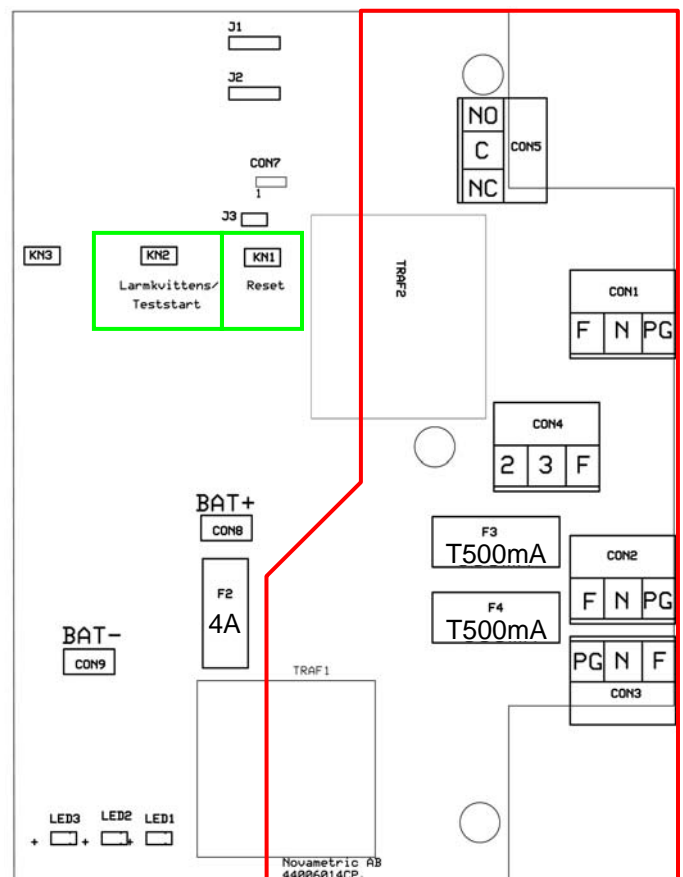 J1
J2
NO
C
NC
CON5
CON7
1
J3
KN3
KN2
KN1
Larmkvittens/
Teststart
Reset
TRAF2
CON1
F N PG
CON4
2 3 F
BAT+
CON8
F3
T500mA
F2
4A
CON2
F N PG
F4
T500mA
BAT-
CON9
TRAF1
PG N F
CON3
LED3 LED2 LED1
+ + +
Novametric AB
44006014CP.